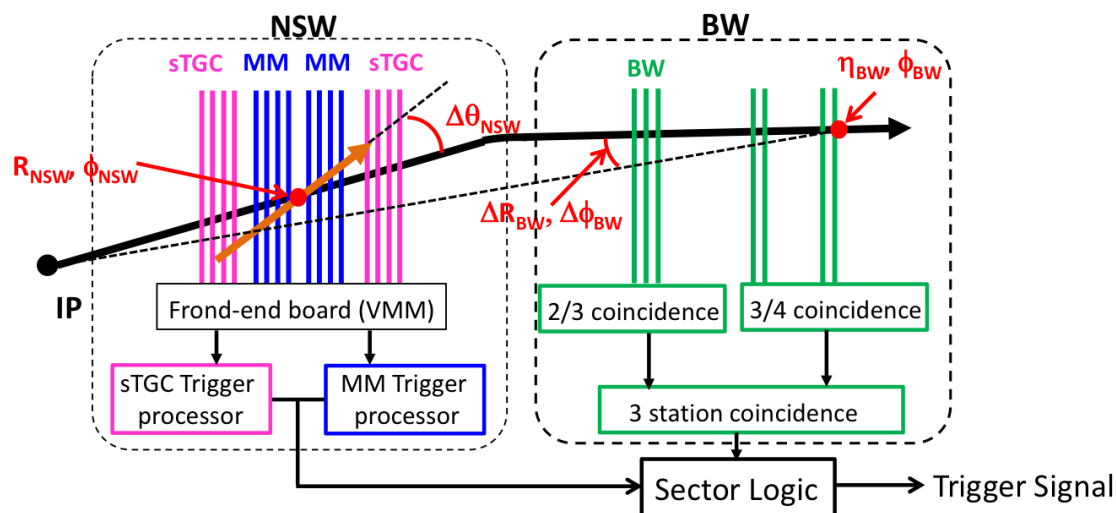 NSW
BW
sTGC MM MM sTGC
BW
η_BW, ϕ_BW
Δθ_NSW
R_NSW, ϕ_NSW
ΔR_BW, Δϕ_BW
IP
Frond-end board (VMM)
2/3 coincidence
3/4 coincidence
sTGC Trigger
processor
MM Trigger
processor
3 station coincidence
Sector Logic
Trigger Signal